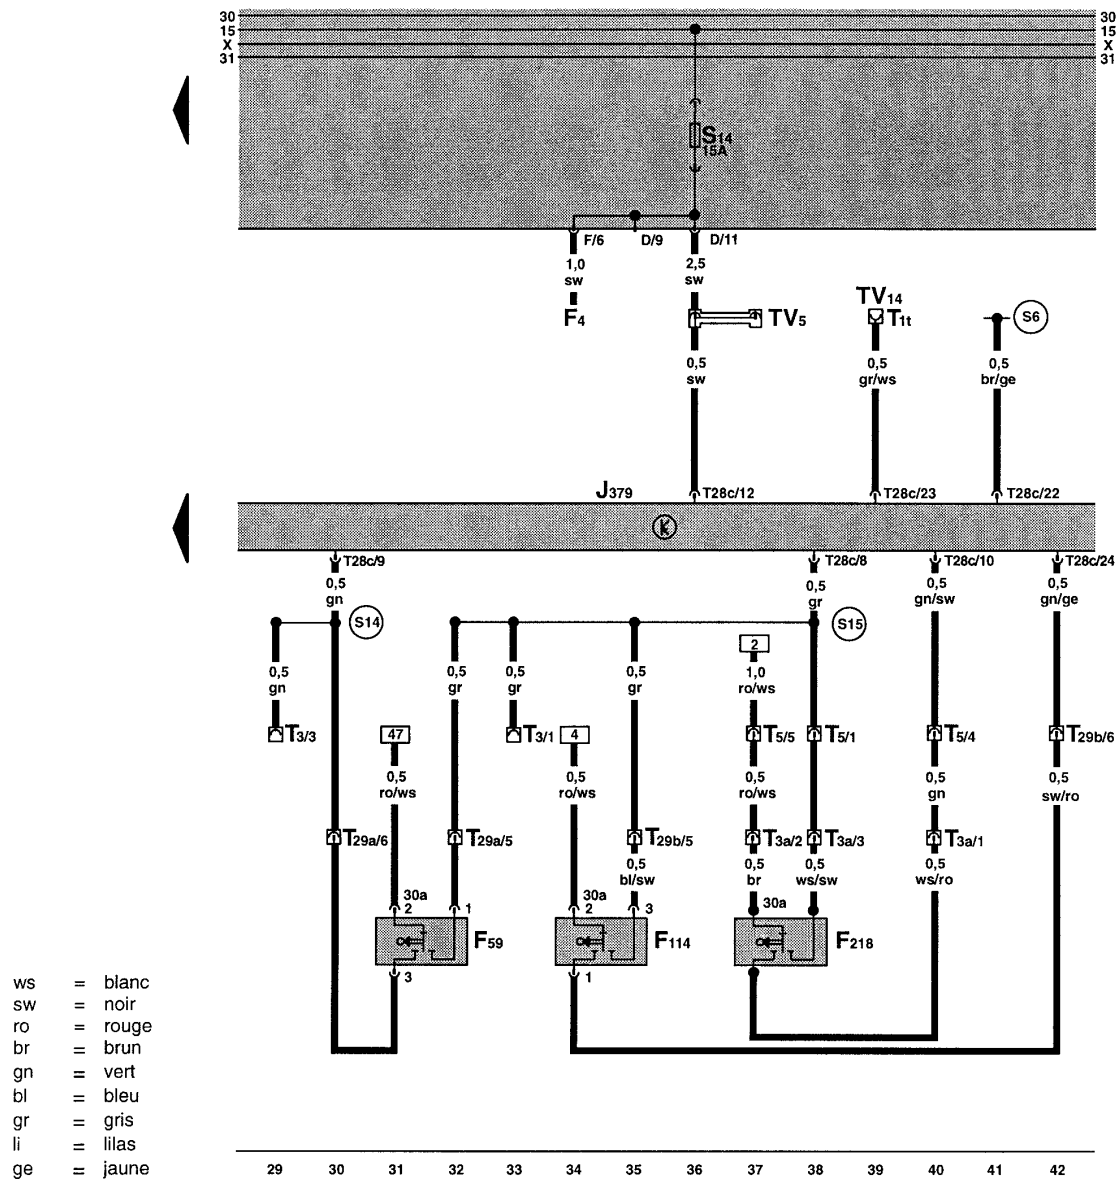 30 30
15 15
X X
31 31
S14
15A
F/6 D/9 D/11
1,0 2,5
sw sw
F4
TV5
TV14
T1t
S6
0,5 0,5 0,5
sw gr/ws br/ge
J379 T28c/12 T28c/23 T28c/22
K
T28c/9 T28c/8 T28c/10 T28c/24
0,5 0,5 0,5 0,5
gn gr gn/sw gn/ge
S14 S15
2
0,5 0,5 0,5 0,5 1,0
gn gr gr gr ro/ws
T3/3 47 T3/1 4 T5/5 T5/1 T5/4 T29b/6
0,5 0,5 0,5 0,5 0,5
ro/ws ro/ws ro/ws gn sw/ro
T29a/6 T29a/5 T29b/5 T3a/2 T3a/3 T3a/1
0,5 0,5 0,5 0,5
bl/sw br ws/sw ws/ro
30a 30a 30a
2 1 2 3
F59 F114 F218
3 1
ws = blanc
sw = noir
ro = rouge
br = brun
gn = vert
bl = bleu
gr = gris
li = lilas
ge = jaune
29 30 31 32 33 34 35 36 37 38 39 40 41 42